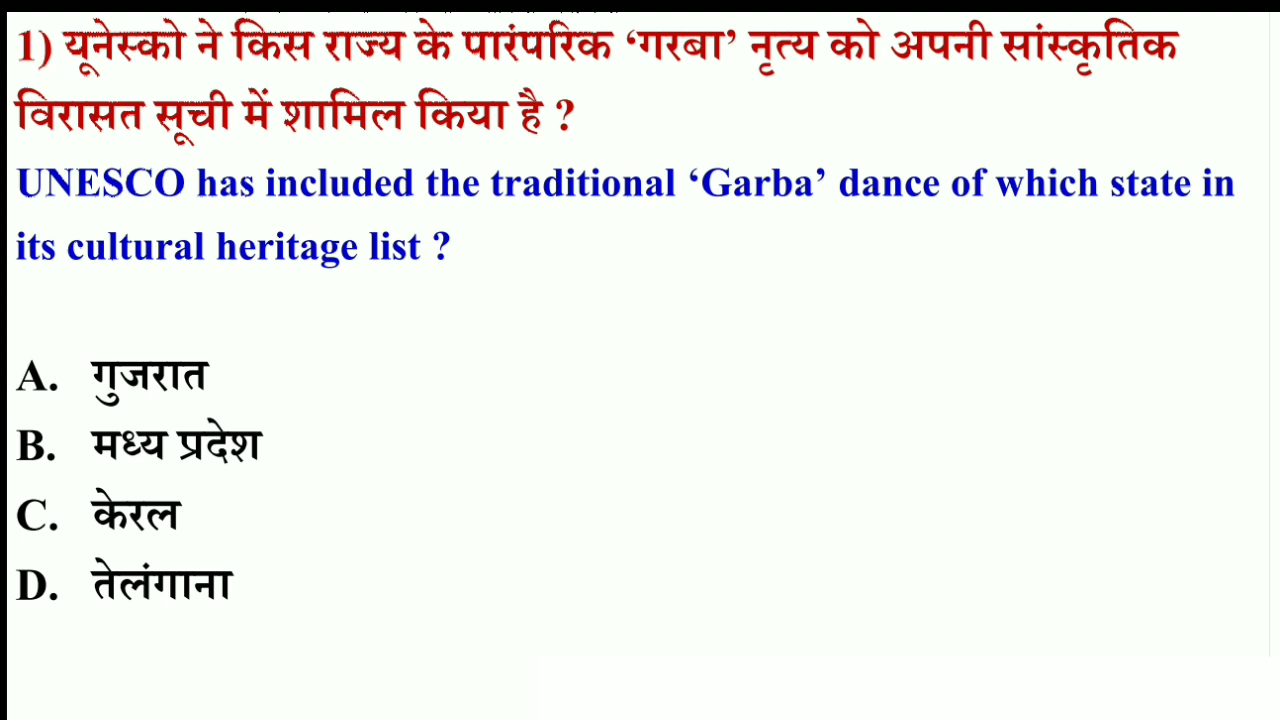 1) यूनेस्को ने किस राज्य के पारंपरिक ‘गरबा’ नृत्य को अपनी सांस्कृतिक
विरासत सूची में शामिल किया है ?
UNESCO has included the traditional ‘Garba’ dance of which state in
its cultural heritage list ?
A. गुजरात
B. मध्य प्रदेश
C. केरल
D. तेलंगाना